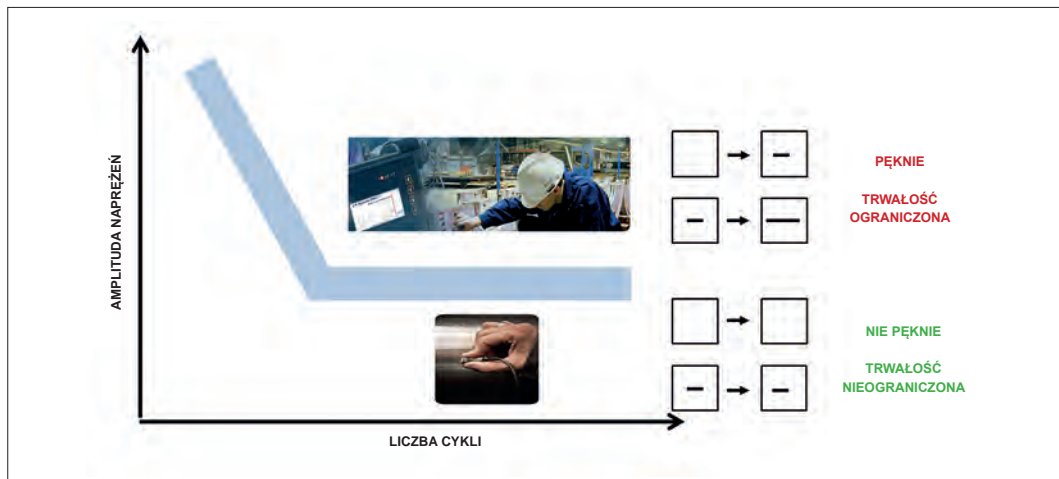 AMPLITUDA NAPRĘŻEŃ
PĘKNIE
TRWAŁOŚĆ
OGRANICZONA
NIE PĘKNIE
TRWAŁOŚĆ
NIEOGRANICZONA
LICZBA CYKLI